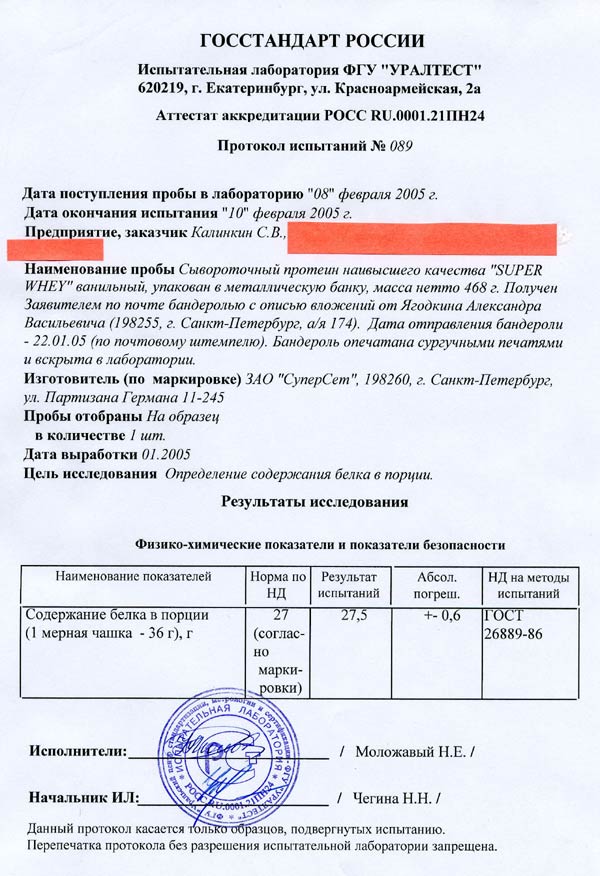 ГОССТАНДАРТ РОССИИ
Испытательная лаборатория ФГУ "УРАЛТЕСТ"
620219, г. Екатеринбург, ул. Красноармейская, 2а
Аттестат аккредитации РОСС RU.0001.21ПН24
Протокол испытаний № 089
Дата поступления пробы в лабораторию "08" февраля 2005 г.
Дата окончания испытания "10" февраля 2005 г.
Предприятие, заказчик Калинкин С.В.,
Наименование пробы Сывороточный протеин наивысшего качества "SUPER
WHEY" ванильный, упакован в металлическую банку, масса нетто 468 г. Получен
Заявителем по почте бандеролью с описью вложений от Ягодкина Александра
Васильевича (198255, г. Санкт-Петербург, а/я 174). Дата отправления бандероли
- 22.01.05 (по почтовому штемпелю). Бандероль опечатана сургучными печатями
и вскрыта в лаборатории.
Изготовитель (по маркировке) ЗАО "СуперСет", 198260, г. Санкт-Петербург,
ул. Партизана Германа 11-245
Пробы отобраны На образец
в количестве 1 шт.
Дата выработки 01.2005
Цель исследования Определение содержания белка в порции.
Результаты исследования
Физико-химические показатели и показатели безопасности
Наименование показателей Норма по НД Результат испытаний Абсол. погреш. НД на методы испытаний
Содержание белка в порции (1 мерная чашка - 36 г), г 27 (соглас-но марки-ровки) 27,5 +- 0,6 ГОСТ 26889-86
Исполнители: / Моложавый Н.Е. /
Начальник ИЛ: / Чегина Н.Н. /
ИСПЫТАТЕЛЬНАЯ ЛАБОРАТОРИЯ
РОСС RU.0001.21ПН24
ФГУ "УРАЛТЕСТ"
Данный протокол касается только образцов, подвергнутых испытанию.
Перепечатка протокола без разрешения испытательной лаборатории запрещена.